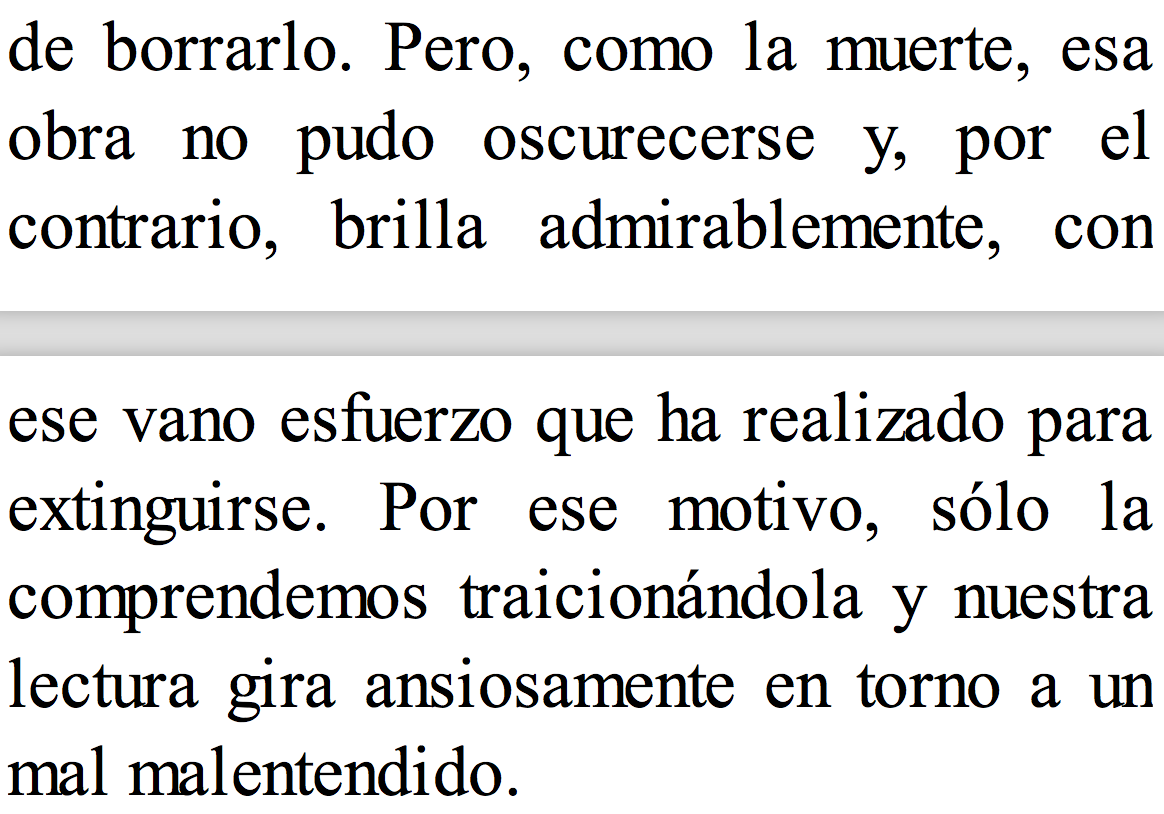 de borrarlo. Pero, como la muerte, esa
obra no pudo oscurecerse y, por el
contrario, brilla admirablemente, con
ese vano esfuerzo que ha realizado para
extinguirse. Por ese motivo, sólo la
comprendemos traicionándola y nuestra
lectura gira ansiosamente en torno a un
mal malentendido.